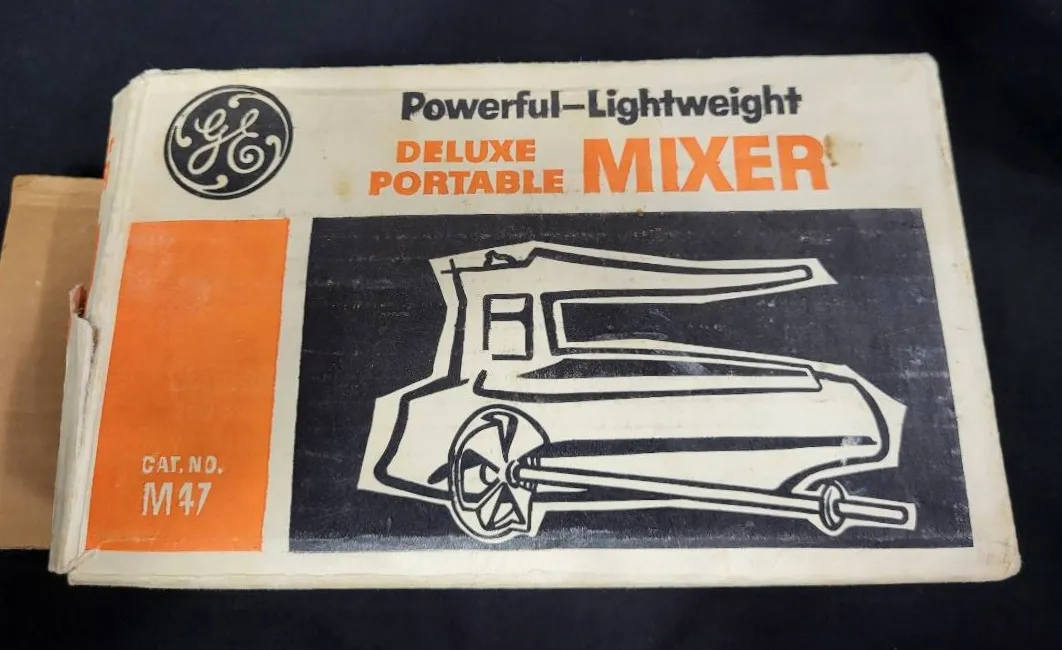 GE
Powerful–Lightweight
DELUXE
PORTABLE MIXER
CAT. NO.
M47